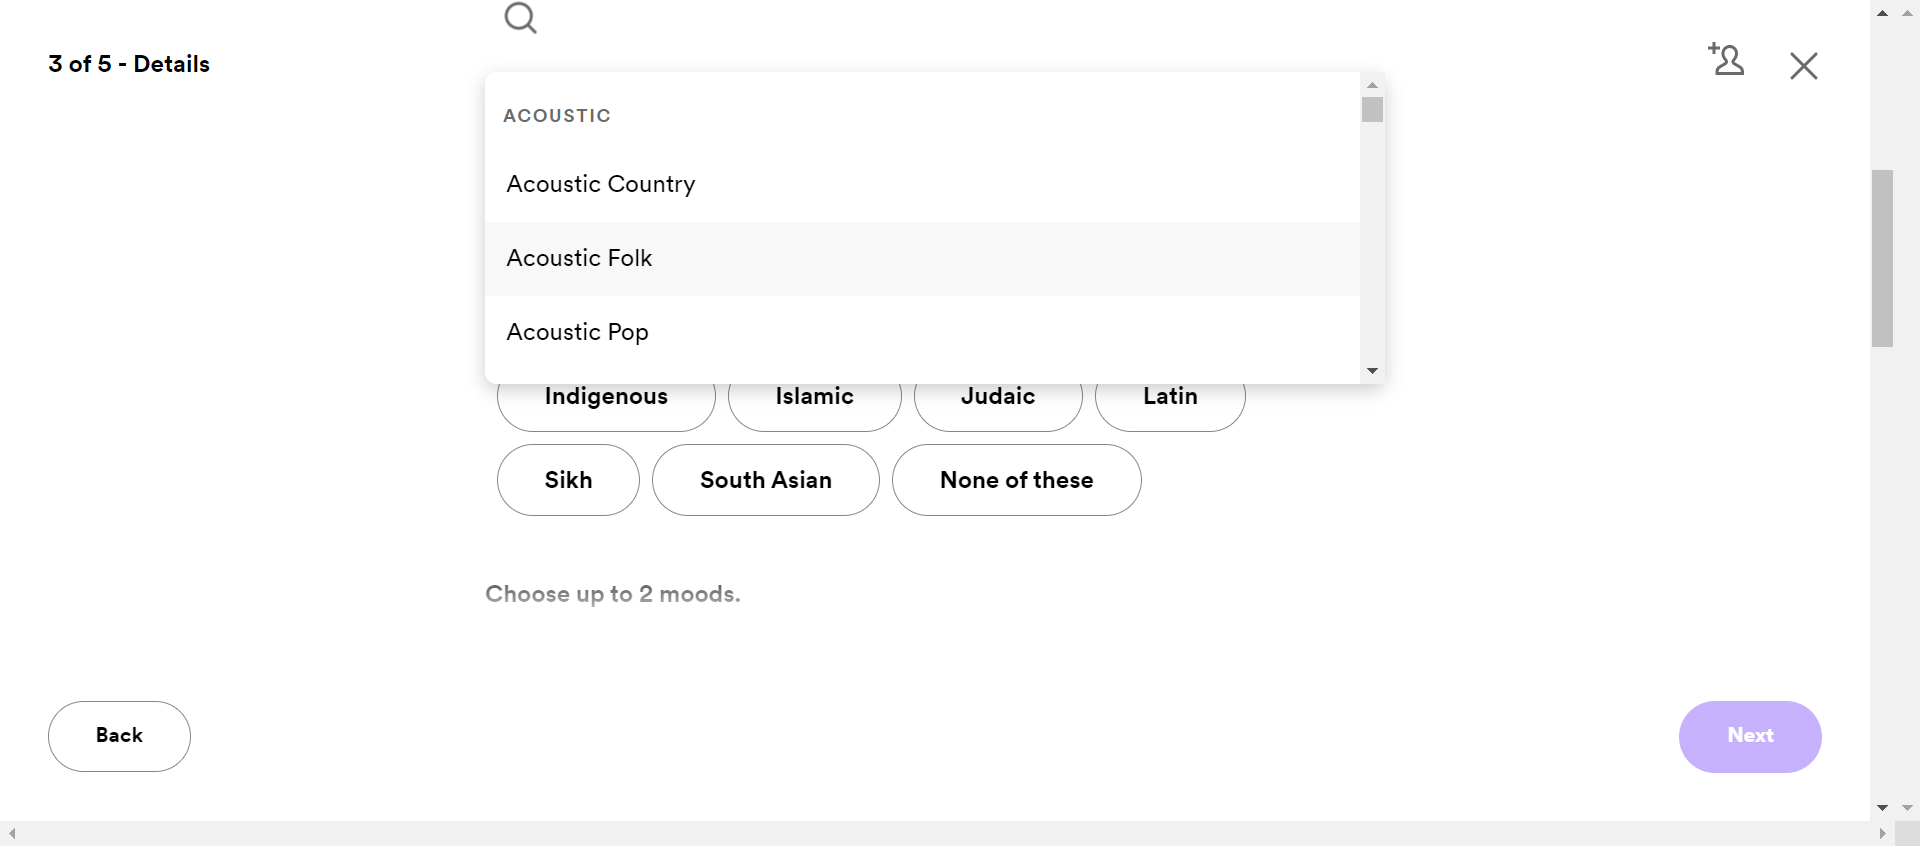 3 of 5 - Details
ACOUSTIC
Acoustic Country
Acoustic Folk
Acoustic Pop
Indigenous Islamic Judaic Latin
Sikh South Asian None of these
Choose up to 2 moods.
Back Next